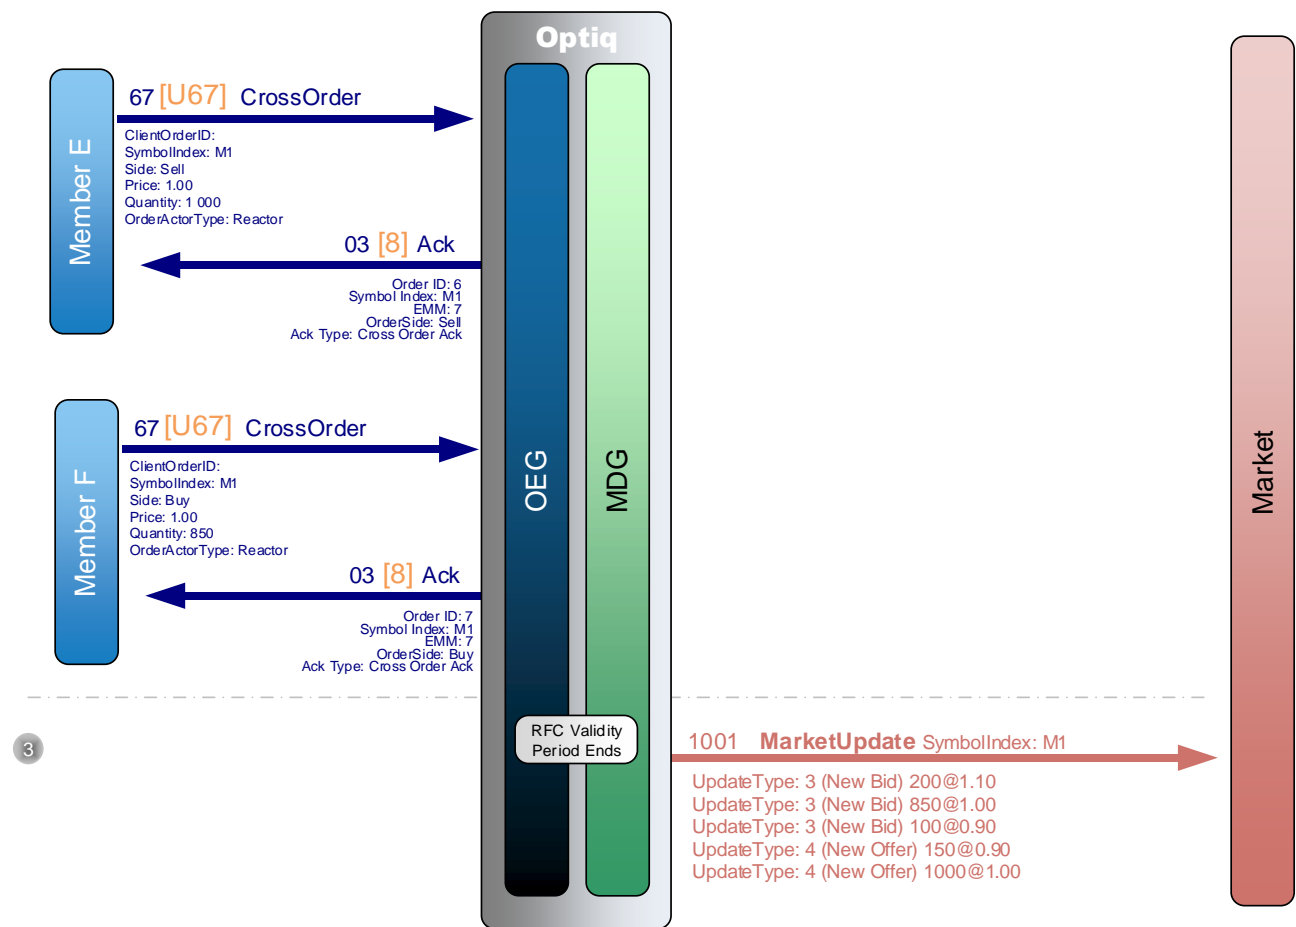 Optiq
Member E
67 [U67] CrossOrder
ClientOrderID:
SymbolIndex: M1
Side: Sell
Price: 1.00
Quantity: 1 000
OrderActorType: Reactor
03 [8] Ack
Order ID: 6
Symbol Index: M1
EMM: 7
OrderSide: Sell
Ack Type: Cross Order Ack
Member F
67 [U67] CrossOrder
ClientOrderID:
SymbolIndex: M1
Side: Buy
Price: 1.00
Quantity: 850
OrderActorType: Reactor
03 [8] Ack
Order ID: 7
Symbol Index: M1
EMM: 7
OrderSide: Buy
Ack Type: Cross Order Ack
OEG
MDG
Market
3
RFC Validity
Period Ends
1001 MarketUpdate SymbolIndex: M1
UpdateType: 3 (New Bid) 200@1.10
UpdateType: 3 (New Bid) 850@1.00
UpdateType: 3 (New Bid) 100@0.90
UpdateType: 4 (New Offer) 150@0.90
UpdateType: 4 (New Offer) 1000@1.00